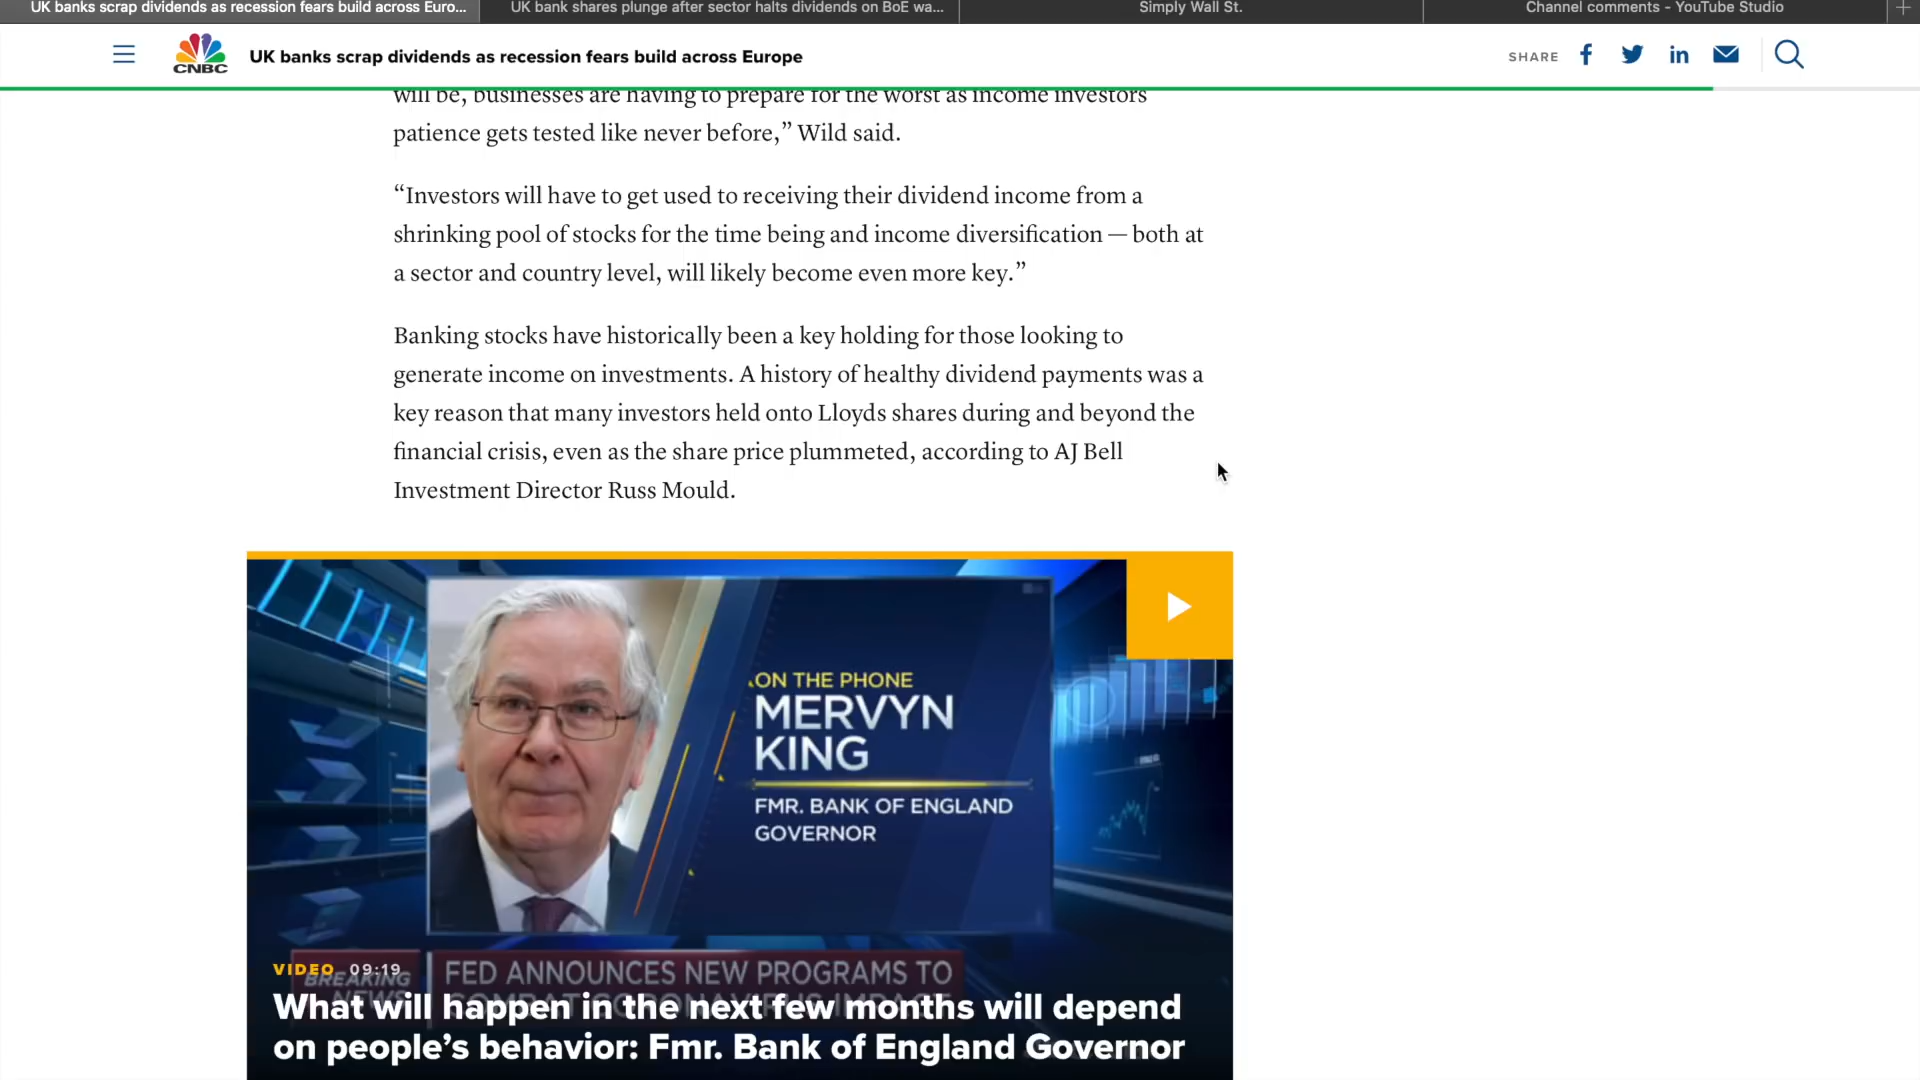 UK banks scrap dividends as recession fears build across Euro...
UK bank shares plunge after sector halts dividends on BoE wa...
Simply Wall St.
Channel comments - YouTube Studio
CNBC
UK banks scrap dividends as recession fears build across Europe
SHARE
will be, businesses are having to prepare for the worst as income investors
patience gets tested like never before,” Wild said.
“Investors will have to get used to receiving their dividend income from a
shrinking pool of stocks for the time being and income diversification — both at
a sector and country level, will likely become even more key.”
Banking stocks have historically been a key holding for those looking to
generate income on investments. A history of healthy dividend payments was a
key reason that many investors held onto Lloyds shares during and beyond the
financial crisis, even as the share price plummeted, according to AJ Bell
Investment Director Russ Mould.
ON THE PHONE
MERVYN
KING
FMR. BANK OF ENGLAND
GOVERNOR
VIDEO 09:19
BREAKING
NEWS
FED ANNOUNCES NEW PROGRAMS TO
COMBAT CORONAVIRUS IMPACT
What will happen in the next few months will depend
on people’s behavior: Fmr. Bank of England Governor